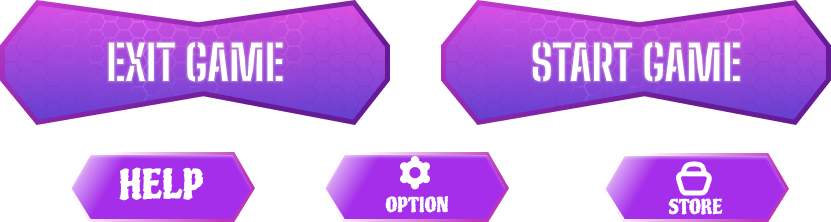 EXIT GAME
START GAME
HELP
OPTION
STORE